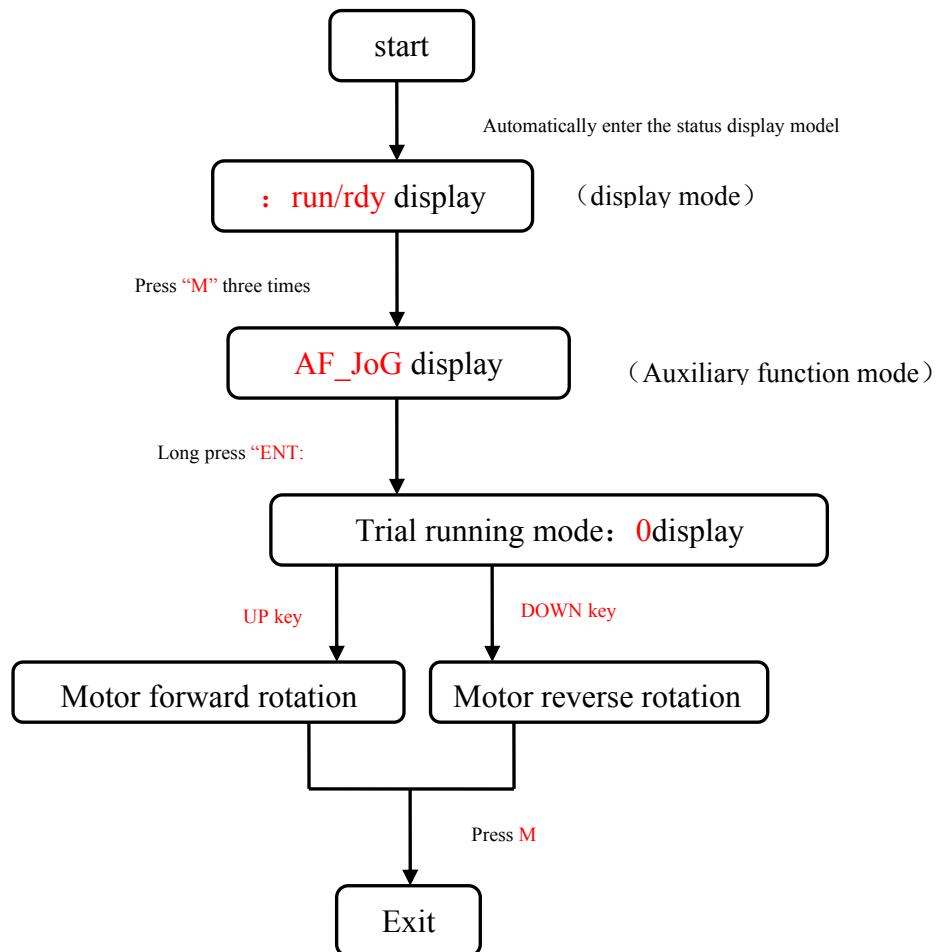 start
Automatically enter the status display model
：run/rdy display
（display mode）
Press “M” three times
AF_JoG display
（Auxiliary function mode）
Long press “ENT:
Trial running mode：0display
UP key
DOWN key
Motor forward rotation
Motor reverse rotation
Press M
Exit